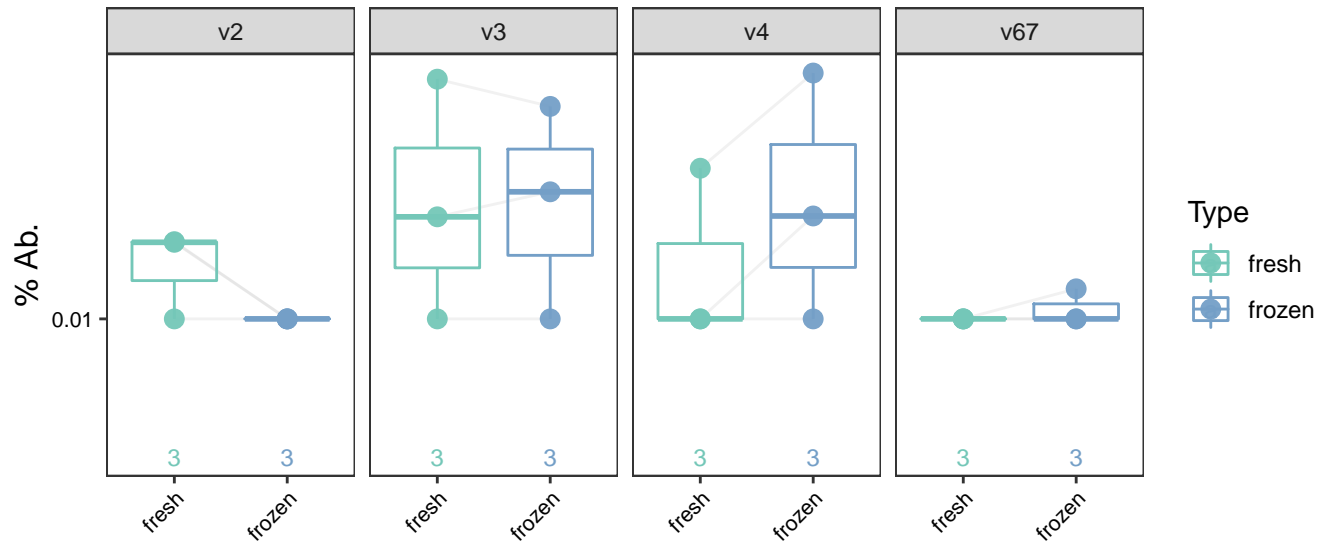 v2 v3 v4 v67
% Ab.
0.01
3 3 3 3 3 3 3 3
fresh frozen fresh frozen fresh frozen fresh frozen
Type
fresh
frozen